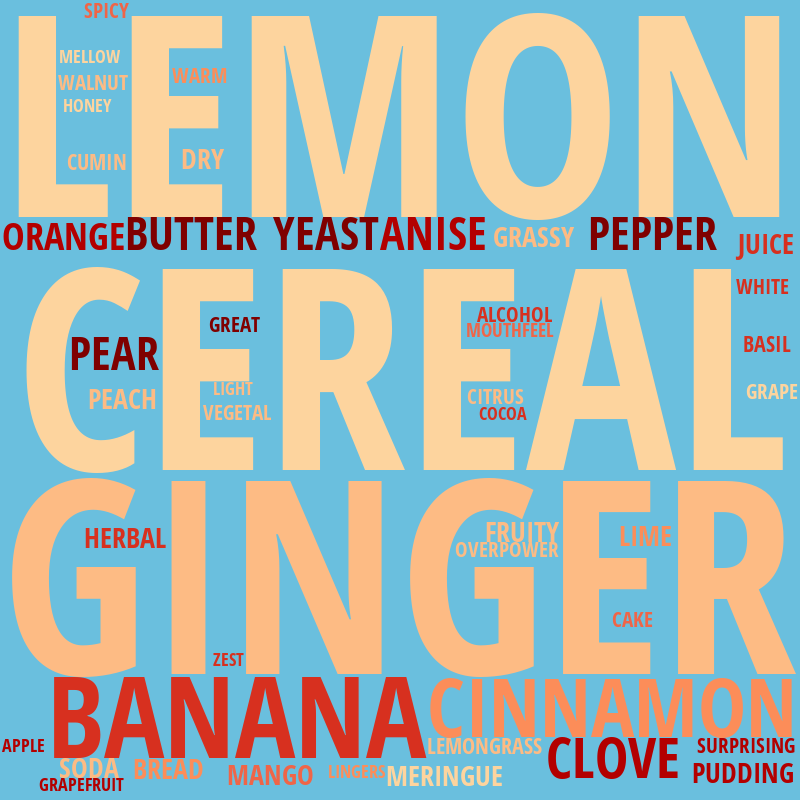 SPICY
LEMON
MELLOW
WARM
WALNUT
HONEY
CUMIN
DRY
ORANGE
BUTTER
YEAST
ANISE
GRASSY
PEPPER
JUICE
CEREAL
WHITE
GREAT
ALCOHOL
MOUTHFEEL
BASIL
PEAR
LIGHT
GRAPE
PEACH
CITRUS
VEGETAL
COCOA
GINGER
HERBAL
FRUITY
LIME
OVERPOWER
CAKE
ZEST
BANANA
CINNAMON
APPLE
LEMONGRASS
CLOVE
SURPRISING
SODA
BREAD
MANGO
LINGERS
MERINGUE
PUDDING
GRAPEFRUIT